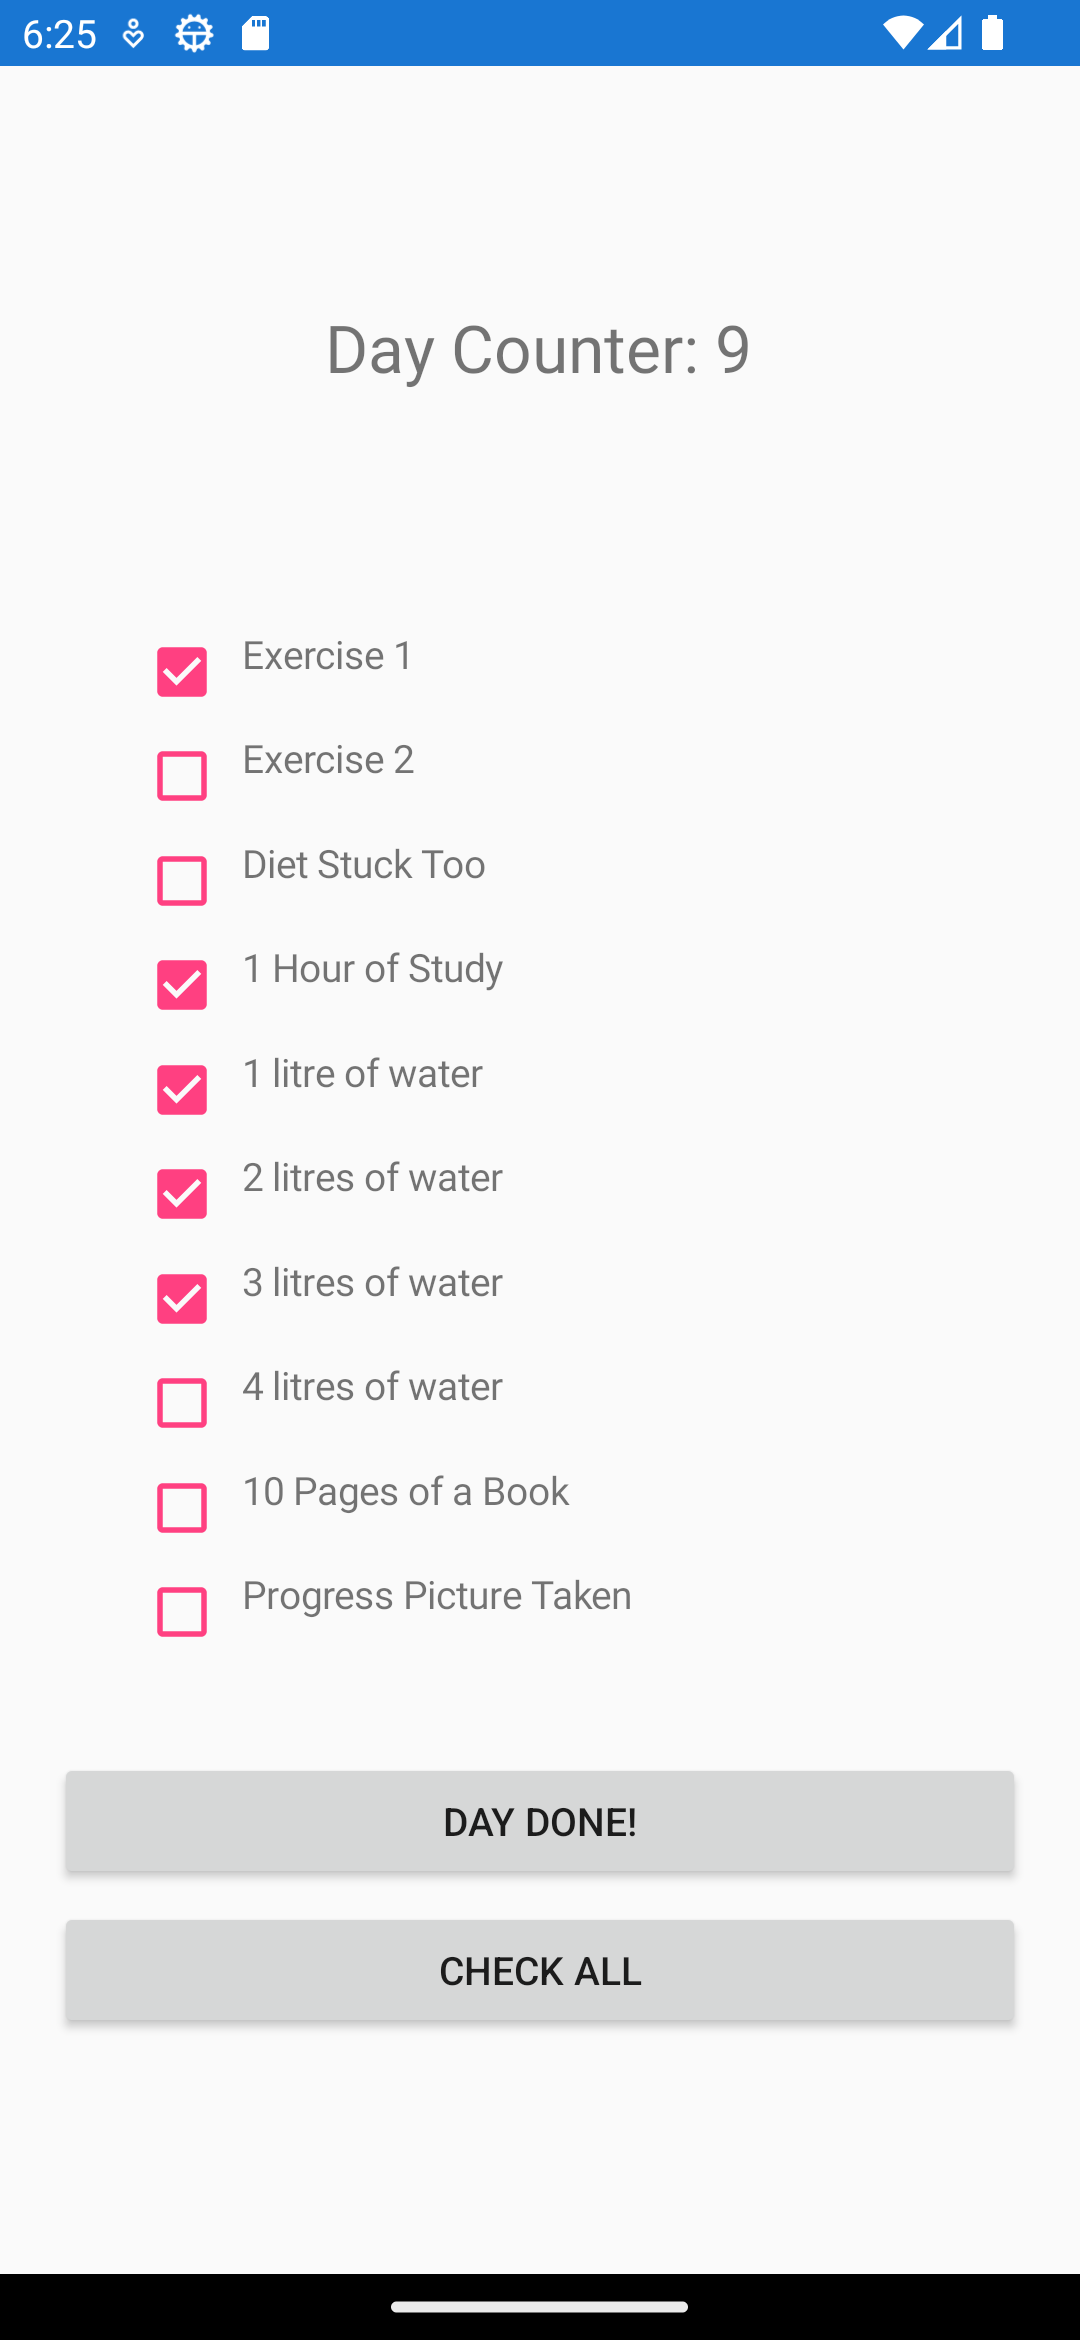 6:25
Day Counter: 9
Exercise 1
Exercise 2
Diet Stuck Too
1 Hour of Study
1 litre of water
2 litres of water
3 litres of water
4 litres of water
10 Pages of a Book
Progress Picture Taken
DAY DONE!
CHECK ALL